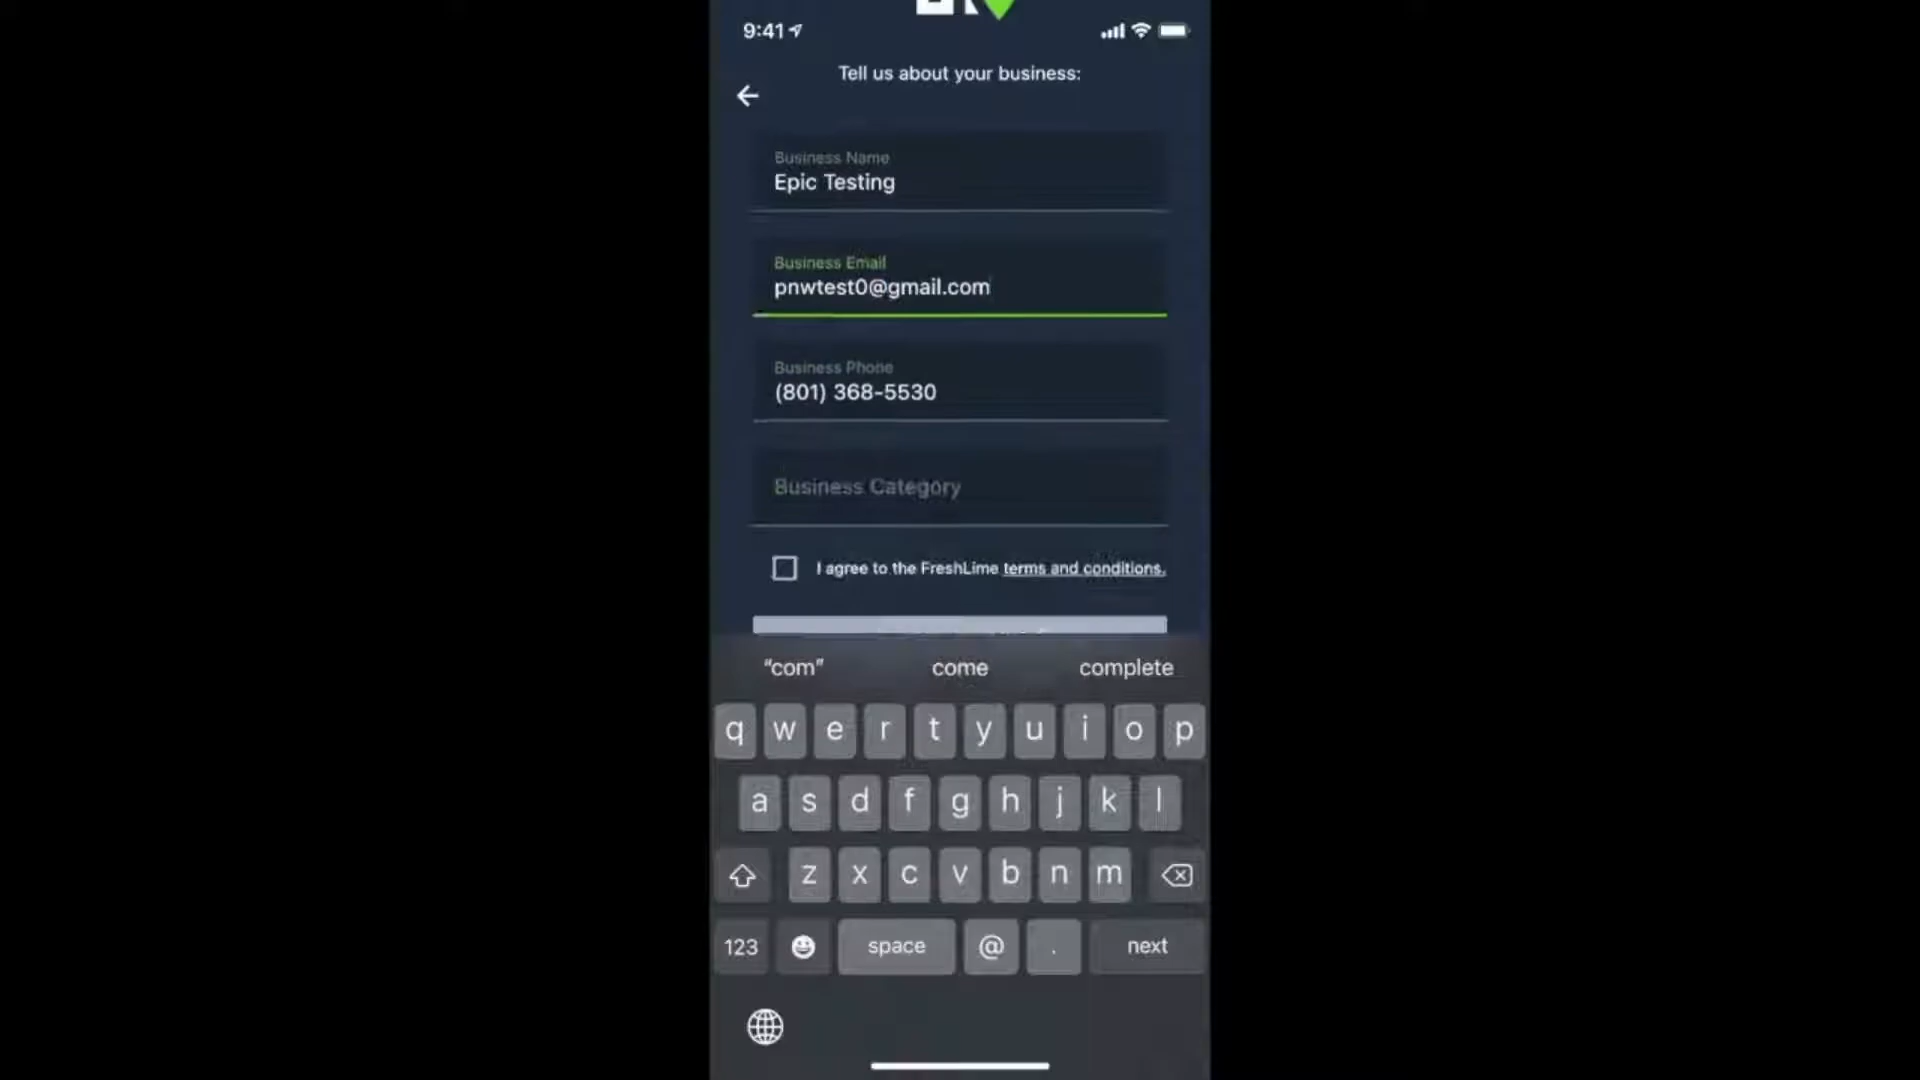 9:41
Tell us about your business:
Business Name
Epic Testing
Business Email
pnwtest0@gmail.com
Business Phone
(801) 368-5530
Business Category
I agree to the FreshLime terms and conditions.
“com” come complete
q w e r t y u i o p
a s d f g h j k l
z x c v b n m
123 space @ . next